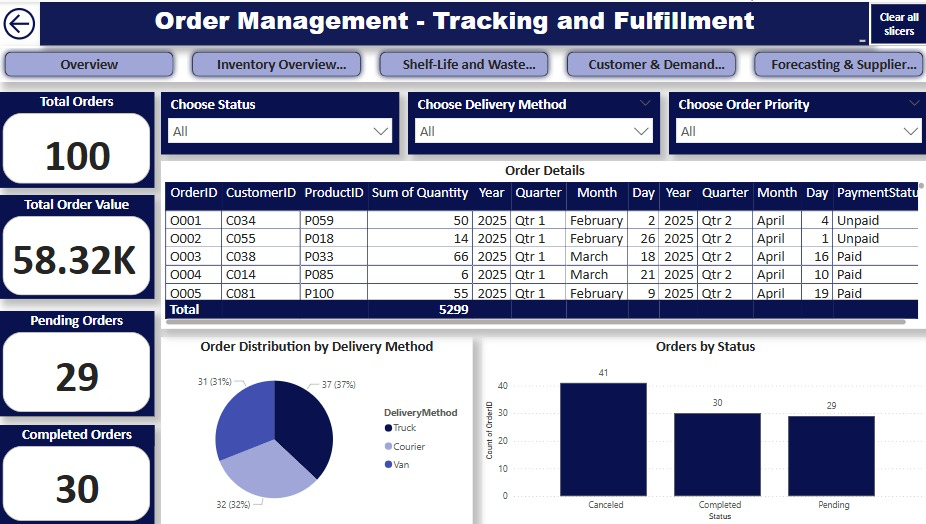 Order Management - Tracking and Fulfillment
Clear all
slicers
Overview
Inventory Overview...
Shelf-Life and Waste...
Customer & Demand...
Forecasting & Supplier...
Total Orders
100
Total Order Value
58.32K
Pending Orders
29
Completed Orders
30
Choose Status
All
Choose Delivery Method
All
Choose Order Priority
All
Order Details
OrderID CustomerID ProductID Sum of Quantity Year Quarter Month Day Year Quarter Month Day PaymentStatu
O001 C034 P059 50 2025 Qtr 1 February 2 2025 Qtr 2 April 4 Unpaid
O002 C055 P018 14 2025 Qtr 1 February 26 2025 Qtr 2 April 1 Unpaid
O003 C038 P033 66 2025 Qtr 1 March 18 2025 Qtr 2 April 16 Paid
O004 C014 P085 6 2025 Qtr 1 March 21 2025 Qtr 2 April 10 Paid
O005 C081 P100 55 2025 Qtr 1 February 9 2025 Qtr 2 April 19 Paid
Total 5299
Order Distribution by Delivery Method
31 (31%)
37 (37%)
32 (32%)
DeliveryMethod
Truck
Courier
Van
Orders by Status
Count of OrderID
40
30
20
10
0
41
30
29
Canceled
Completed
Pending
Status